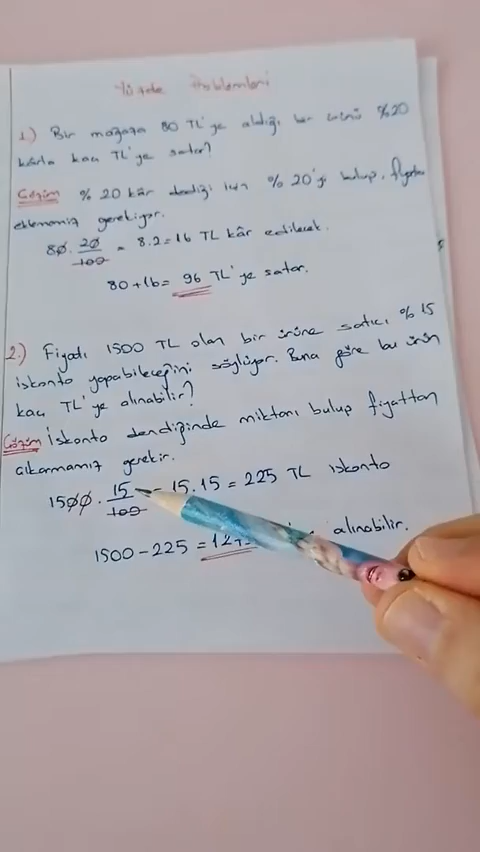 Yüzde Problemleri
1.) Bir mağaza 80 TL'ye aldığı bir ürünü %20
kârla kaç TL'ye satar?
Çözüm % 20 kâr dendiği için % 20'yi bulup, fiyata
eklememiz gerekiyor.
80 . 20/100 = 8.2 = 16 TL kâr edilecek.
80+16= 96 TL'ye satar.
2.) Fiyatı 1500 TL olan bir ürüne satıcı % 15
iskonto yapabileceğini söylüyor. Buna göre bu ürün
kaç TL'ye alınabilir?
Çözüm İskonto dendiğinde miktarı bulup fiyattan
çıkarmamız gerekir.
1500 . 15/100 = 15.15 = 225 TL iskonto
1500-225 = alınabilir.